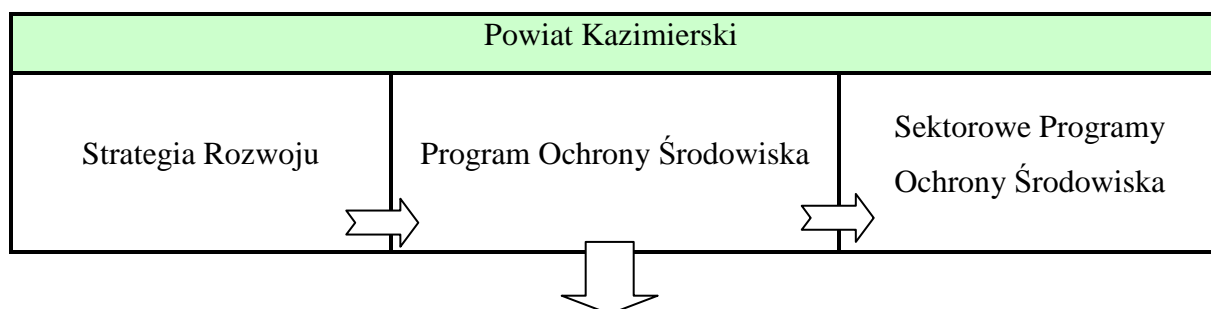 Powiat Kazimierski
Strategia Rozwoju
Program Ochrony Środowiska
Sektorowe Programy
Ochrony Środowiska